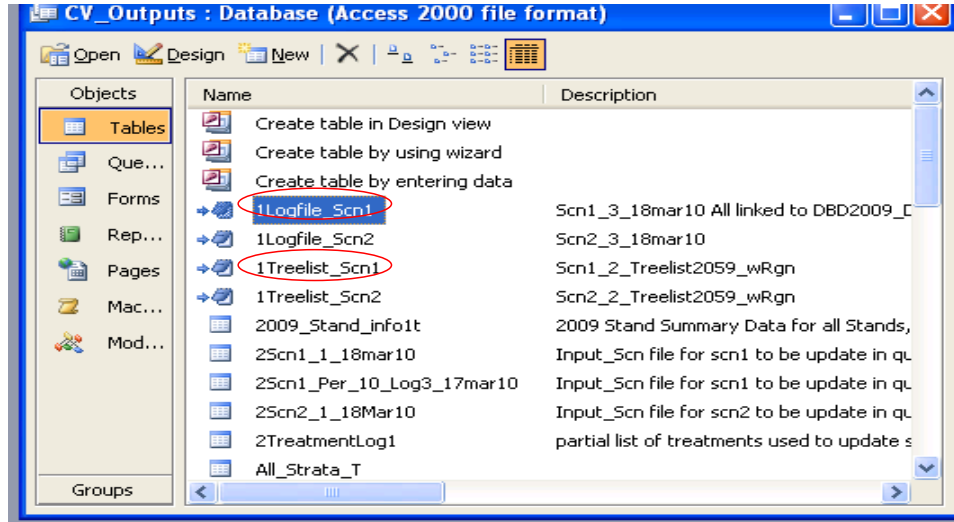 CV_Outputs : Database (Access 2000 file format)
Open Design New
Objects Name Description
Tables Create table in Design view
Que... Create table by using wizard
Create table by entering data
Forms 1Logfile_Scn1 Scn1_3_18mar10 All linked to DBD2009_
Rep... 1Logfile_Scn2 Scn2_3_18mar10
Pages 1Treelist_Scn1 Scn1_2_Treelist2059_wRgn
Mac... 1Treelist_Scn2 Scn2_2_Treelist2059_wRgn
2009_Stand_info1t 2009 Stand Summary Data for all Stands,
Mod... 2Scn1_1_18mar10 Input_Scn file for scn1 to be update in qu
2Scn1_Per_10_Log3_17mar10 Input_Scn file for scn1 to be update in qu
2Scn2_1_18Mar10 Input_Scn file for scn2 to be update in qu
2TreatmentLog1 partial list of treatments used to update s
All_Strata_T
Groups